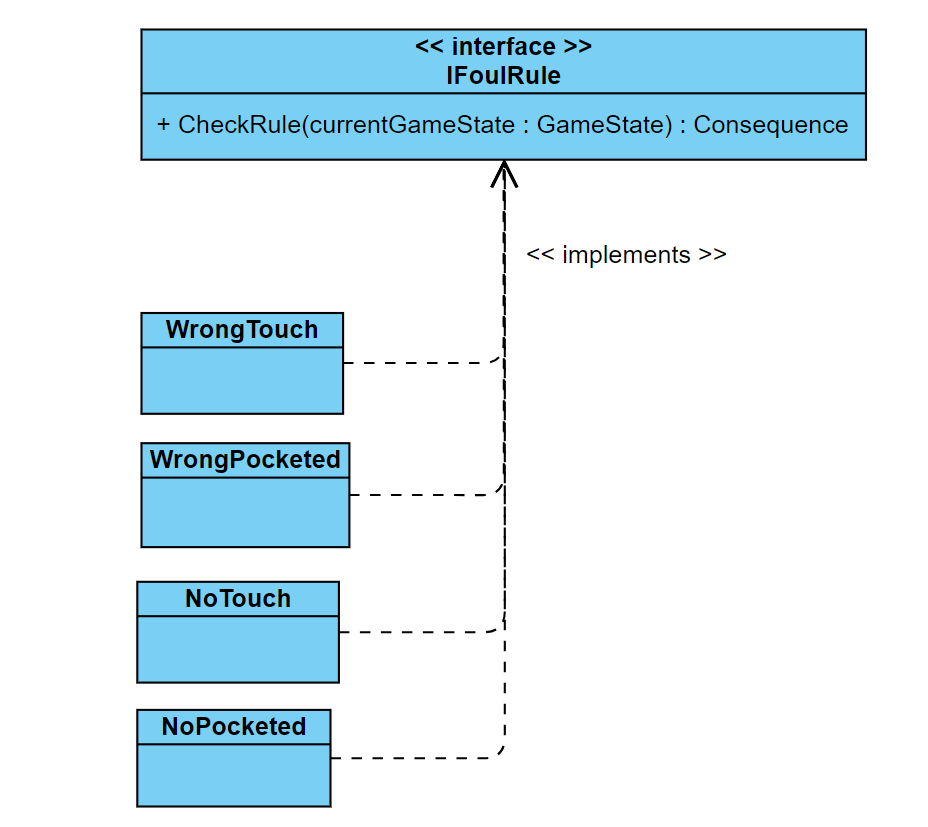 << interface >>
IFoulRule
+ CheckRule(currentGameState : GameState) : Consequence
<< implements >>
WrongTouch
WrongPocketed
NoTouch
NoPocketed